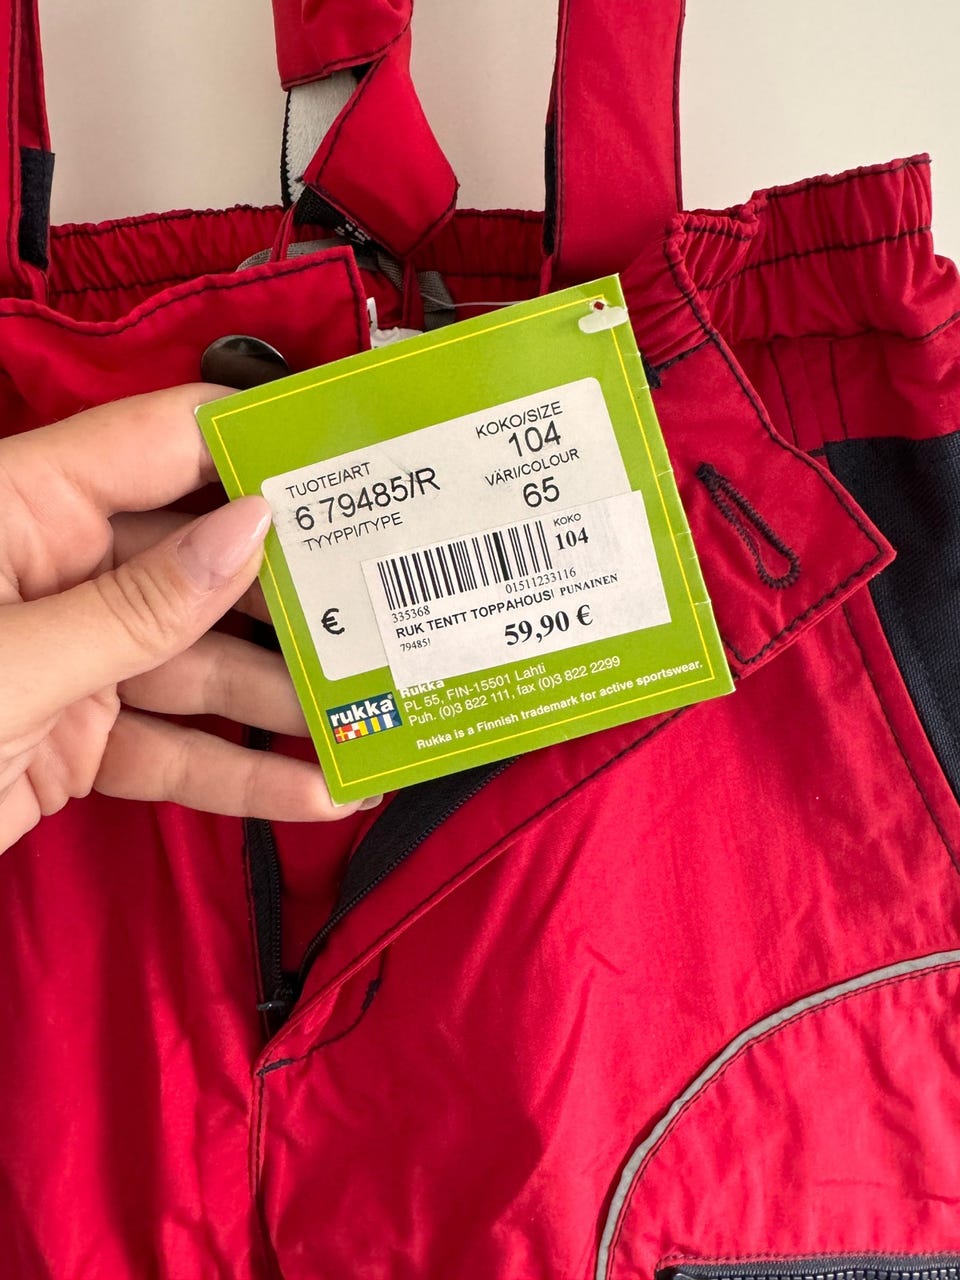 TUOTE/ART
6 79485/R
TYYPPI/TYPE
KOKO/SIZE
104
VÄRI/COLOUR
65
€
KOKO
104
01511233116
335368
RUK TENTT TOPPAHOUSI PUNAINEN
79485!
59,90 €
rukka
Rukka
PL 55, FIN-15501 Lahti
Puh. (0)3 822 111, fax (0)3 822 2299
Rukka is a Finnish trademark for active sportswear.